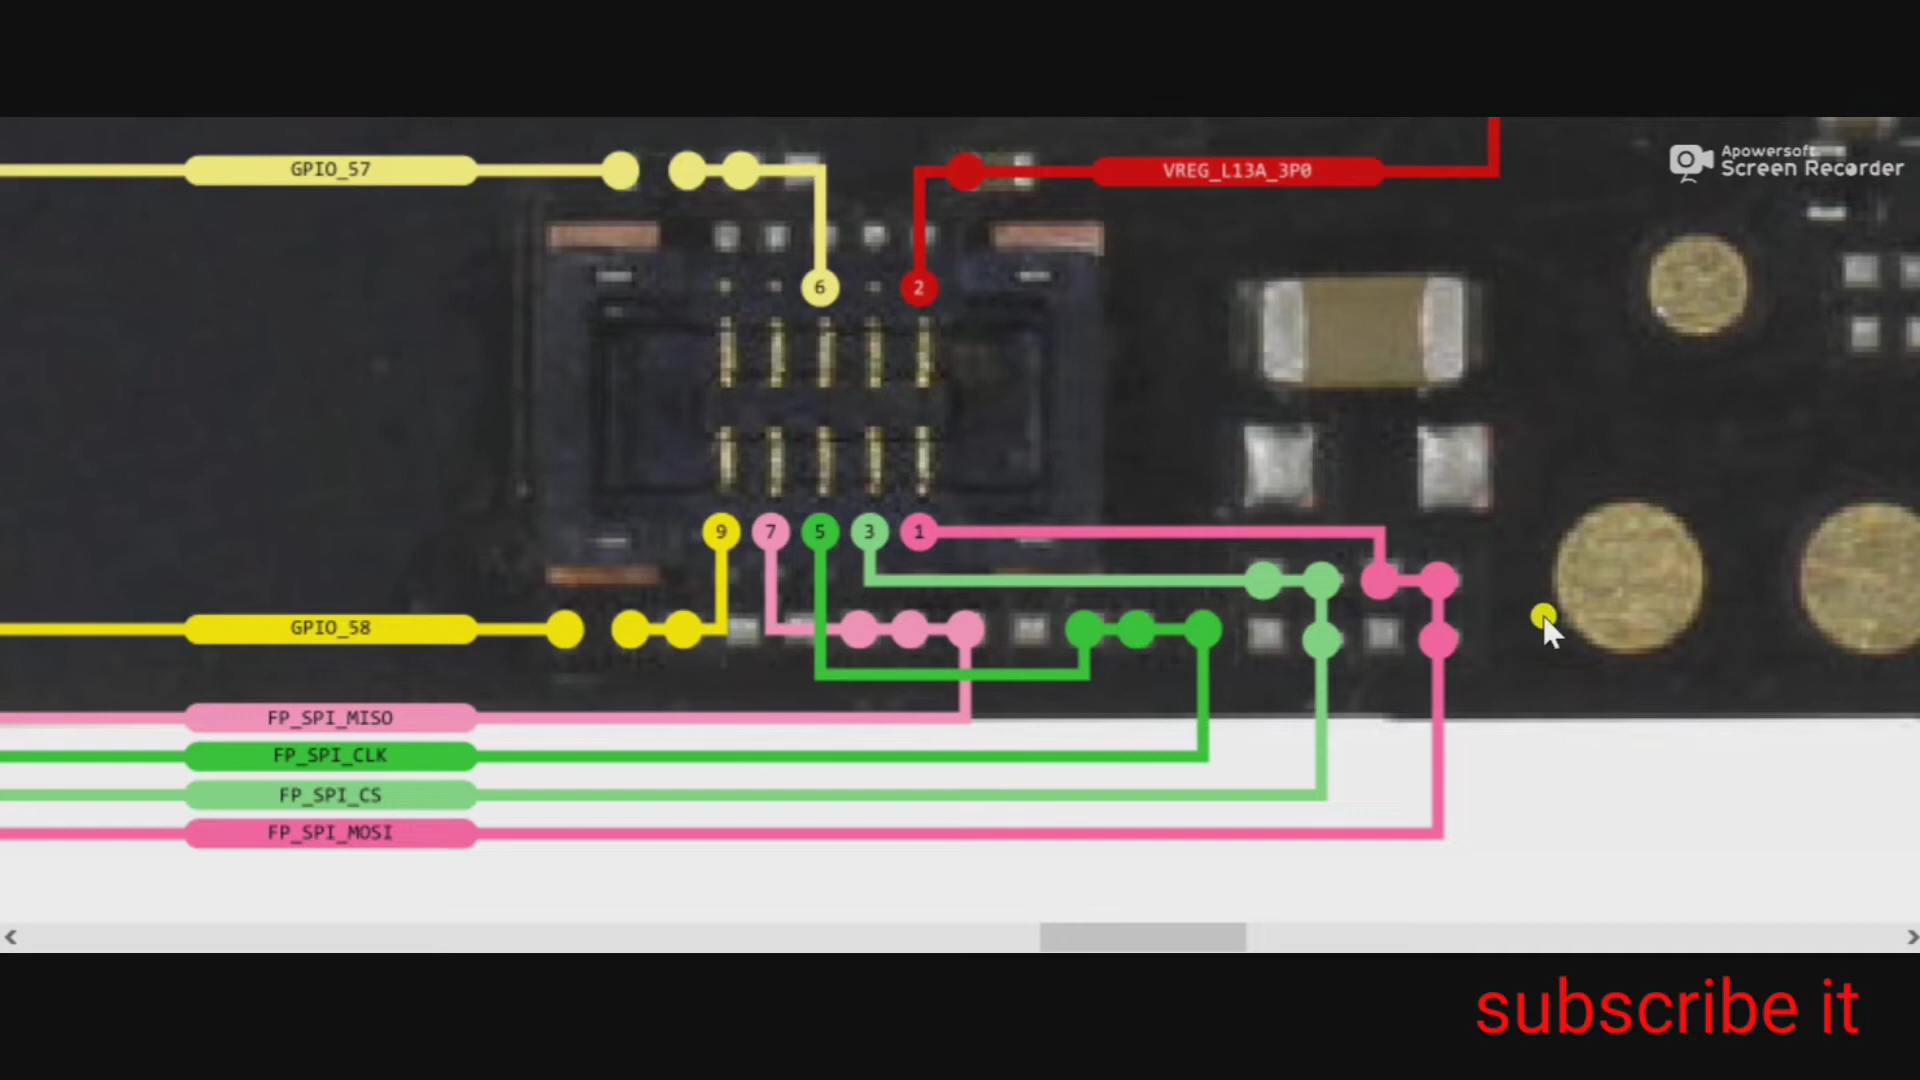 GPIO_57
VREG_L13A_3P0
Apowersoft
Screen Recorder
6
2
9 7 5 3 1
GPIO_58
FP_SPI_MISO
FP_SPI_CLK
FP_SPI_CS
FP_SPI_MOSI
subscribe it